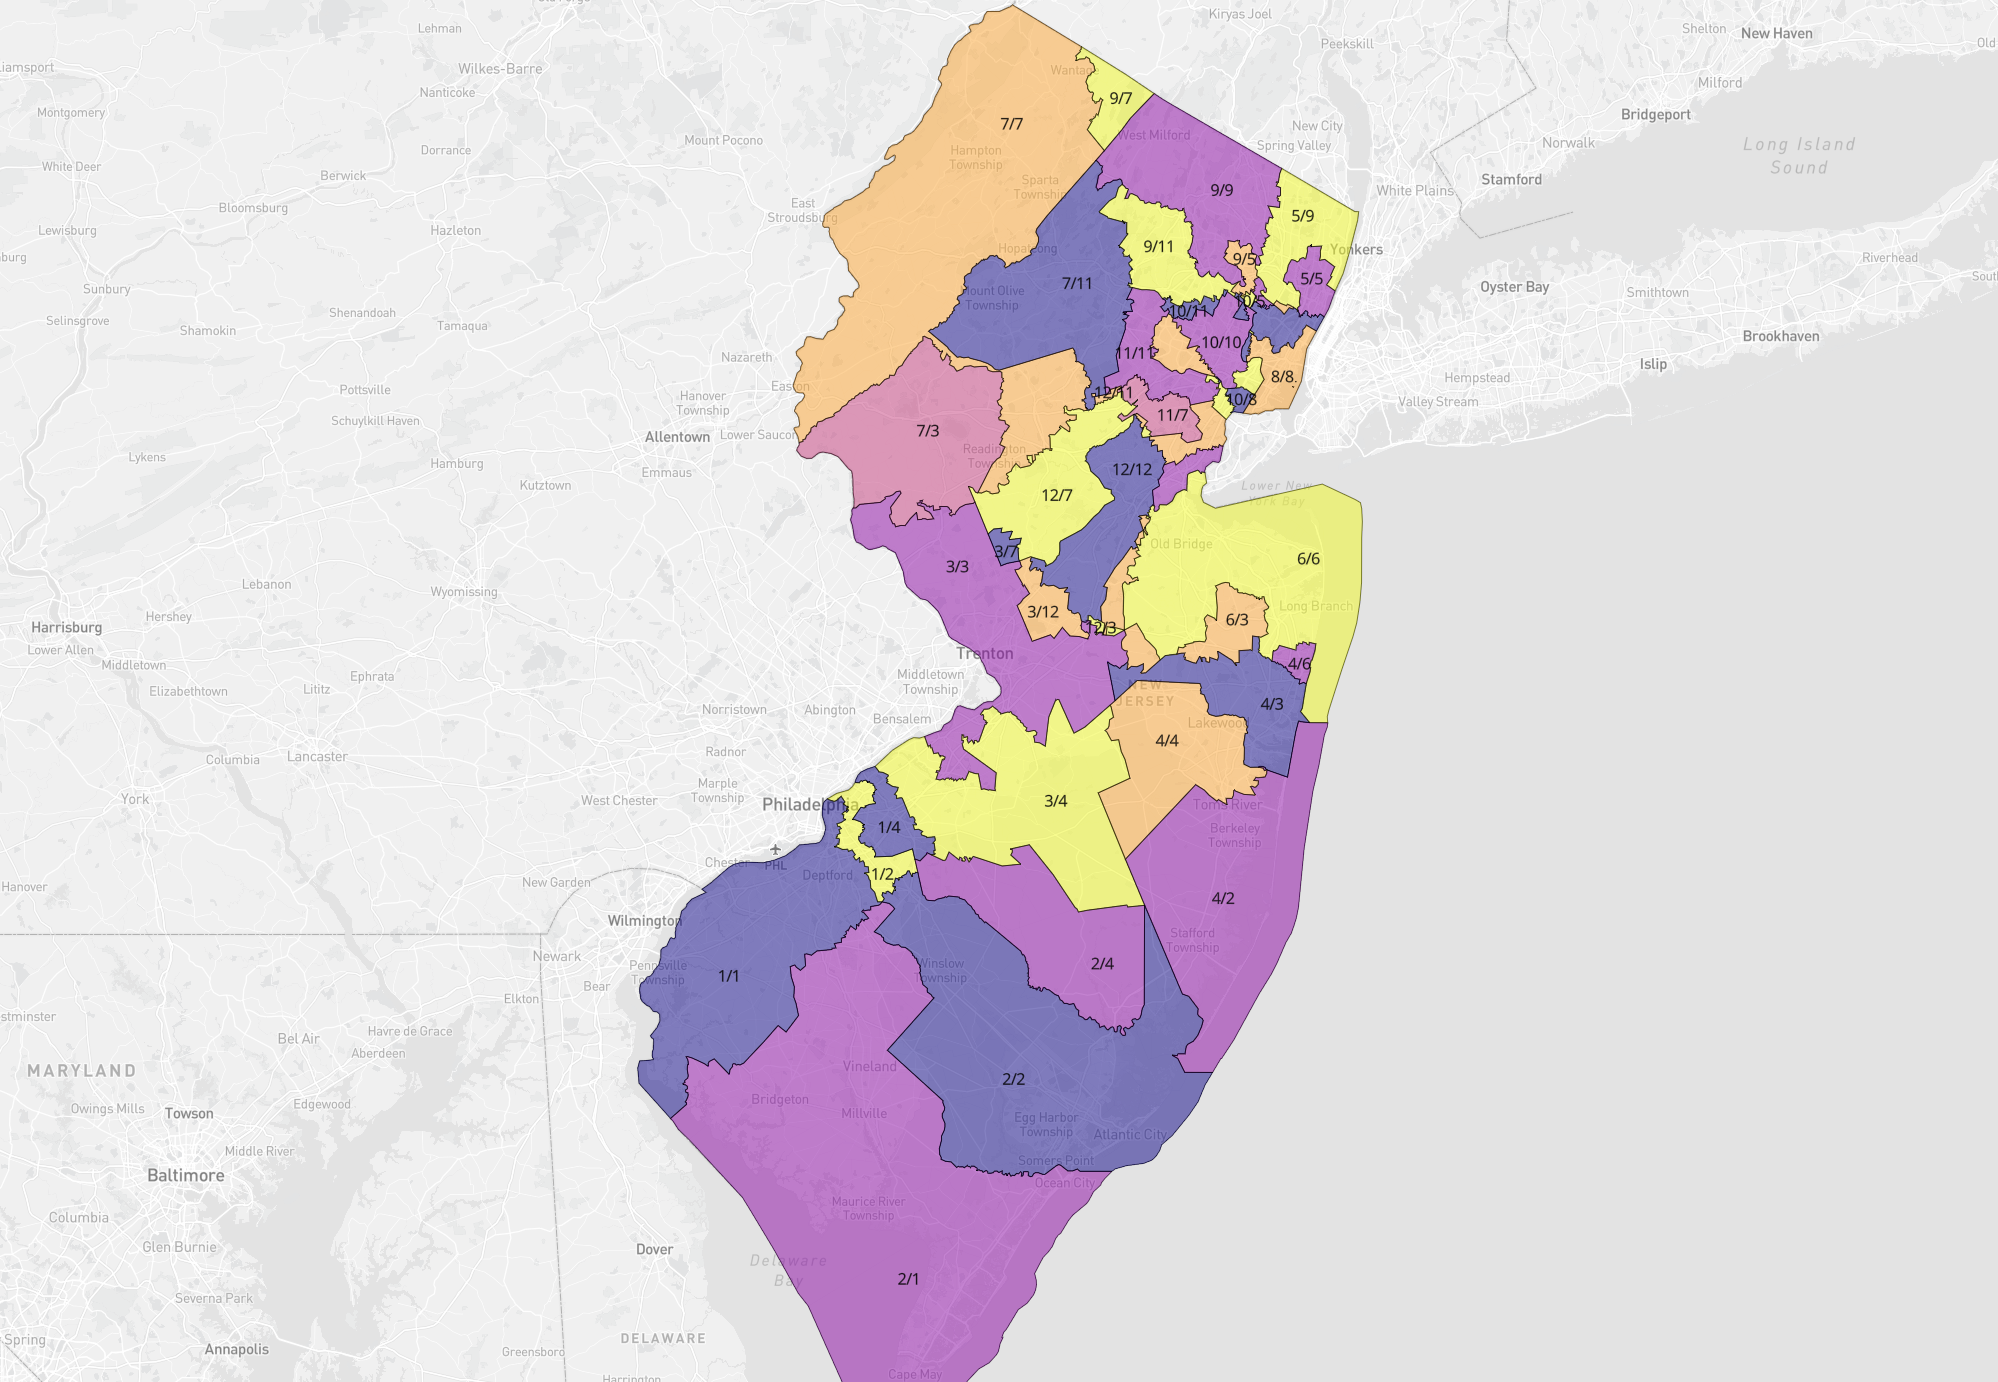 Lehman
Kiryas Joel
Peekskill
Shelton
New Haven
Old
liamsport
Wilkes-Barre
Nanticoke
Wantage
Milford
Montgomery
9/7
Bridgeport
7/7
New City
West Milford
Norwalk
Long Island
Sound
Spring Valley
Mount Pocono
Dorrance
Hampton
Township
White Deer
Berwick
Sparta
Township
Stamford
White Plains
9/9
East
Stroudsburg
Bloomsburg
5/9
Lewisburg
Hazleton
9/11
Hopatcong
Yonkers
burg
9/5
Riverhead
5/5
Sunbury
7/11
Mount Olive
Township
Oyster Bay
Smithtown
10/5
10/11
Shenandoah
Selinsgrove
Shamokin
Tamaqua
Brookhaven
10/10
11/11
Nazareth
Islip
8/8
Hempstead
Easton
Pottsville
12/11
Hanover
Township
10/8
Valley Stream
11/7
Schuylkill Haven
Allentown
Lower Saucon
7/3
Readington
Township
Lykens
Hamburg
Emmaus
12/12
Kutztown
Lower New
York Bay
12/7
Old Bridge
3/7
6/6
3/3
Lebanon
Wyomissing
Long Branch
3/12
Hershey
6/3
Harrisburg
12/3
Lower Allen
Trenton
Middletown
4/6
Middletown
Township
Ephrata
NEW
JERSEY
Elizabethtown
Lititz
4/3
Norristown
Abington
Bensalem
Lakewood
4/4
Radnor
Lancaster
Columbia
Marple
Township
York
West Chester
3/4
Philadelphia
Toms River
1/4
Berkeley
Township
Chester
PHL
Deptford
1/2
New Garden
Hanover
4/2
Wilmington
Stafford
Township
Newark
2/4
Winslow
Township
Pennsville
Township
1/1
Bear
Elkton
stminster
Havre de Grace
Bel Air
Aberdeen
MARYLAND
Vineland
2/2
Bridgeton
Edgewood
Owings Mills
Towson
Millville
Egg Harbor
Township
Atlantic City
Middle River
Somers Point
Baltimore
Ocean City
Maurice River
Township
Columbia
Glen Burnie
Dover
Delaware
Bay
2/1
Severna Park
Spring
DELAWARE
Annapolis
Greensboro
Cape May
Harrington